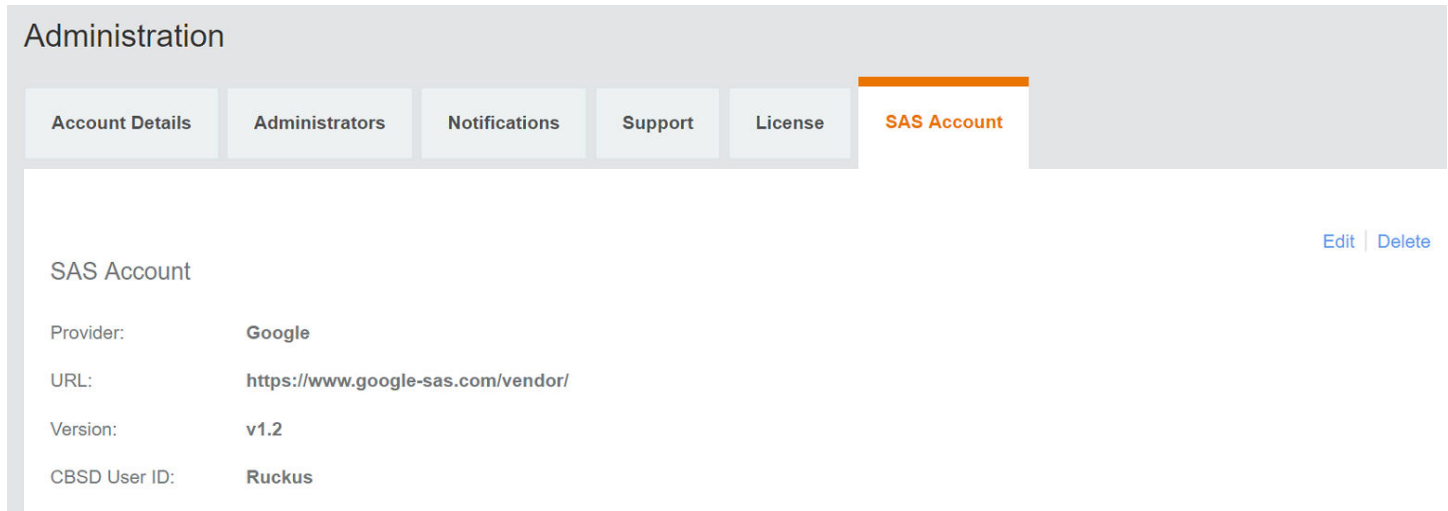 Administration
Account Details Administrators Notifications Support License SAS Account
Edit Delete
SAS Account
Provider: Google
URL: https://www.google-sas.com/vendor/
Version: v1.2
CBSD User ID: Ruckus